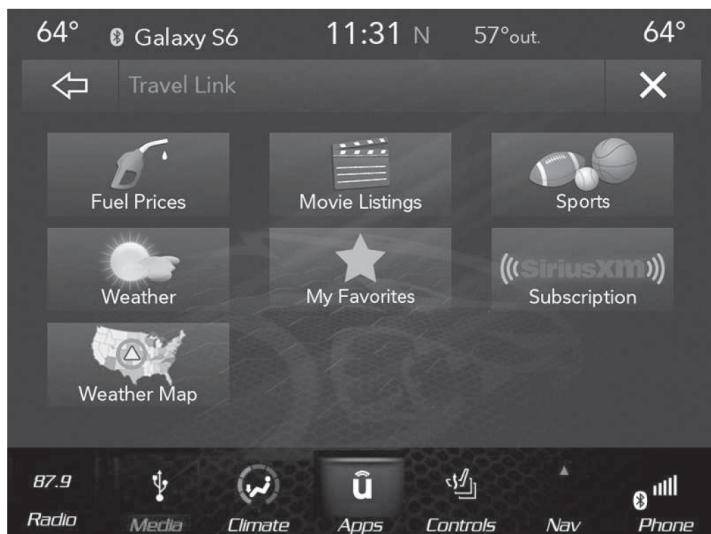 64° Galaxy S6 11:31 N 57°out. 64°
Travel Link
Fuel Prices Movie Listings Sports
((SiriusXM))
Weather My Favorites Subscription
Weather Map
87.9
Radio Media Climate Apps Controls Nav Phone